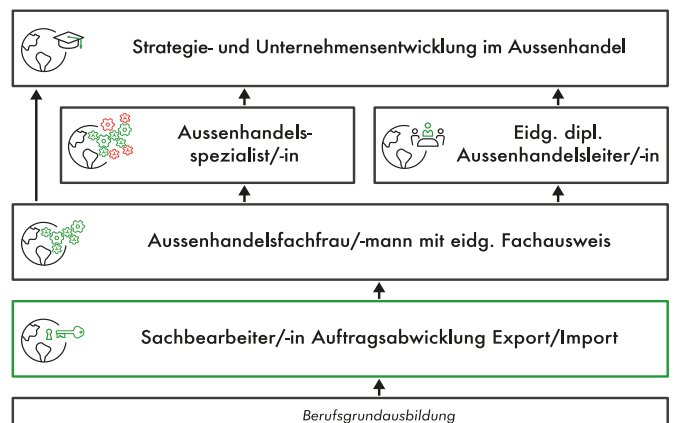 Strategie- und Unternehmensentwicklung im Aussenhandel
Aussenhandels-
spezialist/-in
Eidg. dipl.
Aussenhandelsleiter/-in
Aussenhandelsfachfrau/-mann mit eidg. Fachausweis
Sachbearbeiter/-in Auftragsabwicklung Export/Import
Berufsgrundausbildung